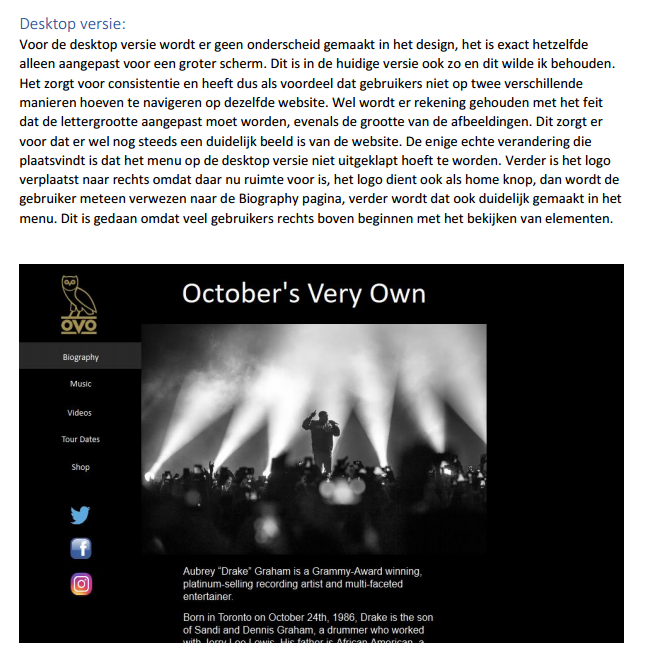 Desktop versie:
Voor de desktop versie wordt er geen onderscheid gemaakt in het design, het is exact hetzelfde
alleen aangepast voor een groter scherm. Dit is in de huidige versie ook zo en dit wilde ik behouden.
Het zorgt voor consistentie en heeft dus als voordeel dat gebruikers niet op twee verschillende
manieren hoeven te navigeren op dezelfde website. Wel wordt er rekening gehouden met het feit
dat de lettergrootte aangepast moet worden, evenals de grootte van de afbeeldingen. Dit zorgt er
voor dat er wel nog steeds een duidelijk beeld is van de website. De enige echte verandering die
plaatsvindt is dat het menu op de desktop versie niet uitgeklapt hoeft te worden. Verder is het logo
verplaatst naar rechts omdat daar nu ruimte voor is, het logo dient ook als home knop, dan wordt de
gebruiker meteen verwezen naar de Biography pagina, verder wordt dat ook duidelijk gemaakt in het
menu. Dit is gedaan omdat veel gebruikers rechts boven beginnen met het bekijken van elementen.
OVO
October's Very Own
Biography
Music
Videos
Tour Dates
Shop
Aubrey "Drake" Graham is a Grammy-Award winning,
platinum-selling recording artist and multi-faceted
entertainer.
Born in Toronto on October 24th, 1986, Drake is the son
of Sandi and Dennis Graham, a drummer who worked
with Jerry Lee Lewis. His father is African American, a